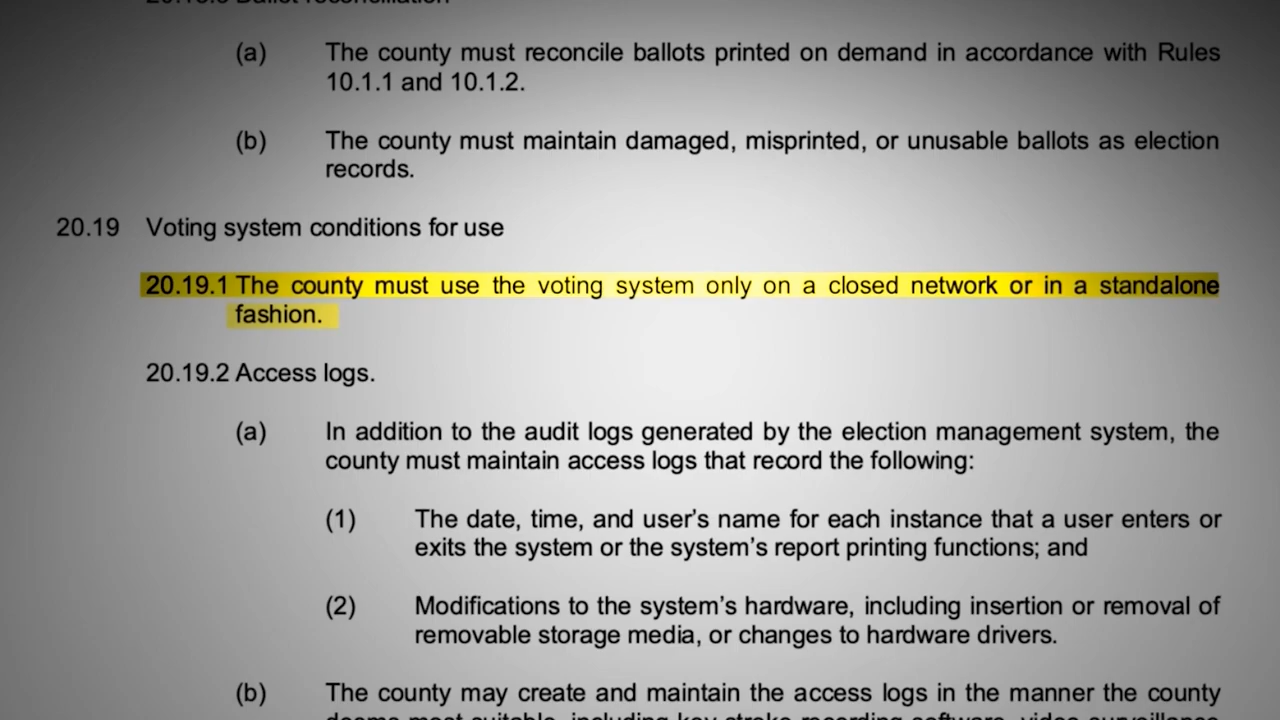 (a) The county must reconcile ballots printed on demand in accordance with Rules
10.1.1 and 10.1.2.
(b) The county must maintain damaged, misprinted, or unusable ballots as election
records.
20.19 Voting system conditions for use
20.19.1 The county must use the voting system only on a closed network or in a standalone
fashion.
20.19.2 Access logs.
(a) In addition to the audit logs generated by the election management system, the
county must maintain access logs that record the following:
(1) The date, time, and user's name for each instance that a user enters or
exits the system or the system's report printing functions; and
(2) Modifications to the system's hardware, including insertion or removal of
removable storage media, or changes to hardware drivers.
(b) The county may create and maintain the access logs in the manner the county